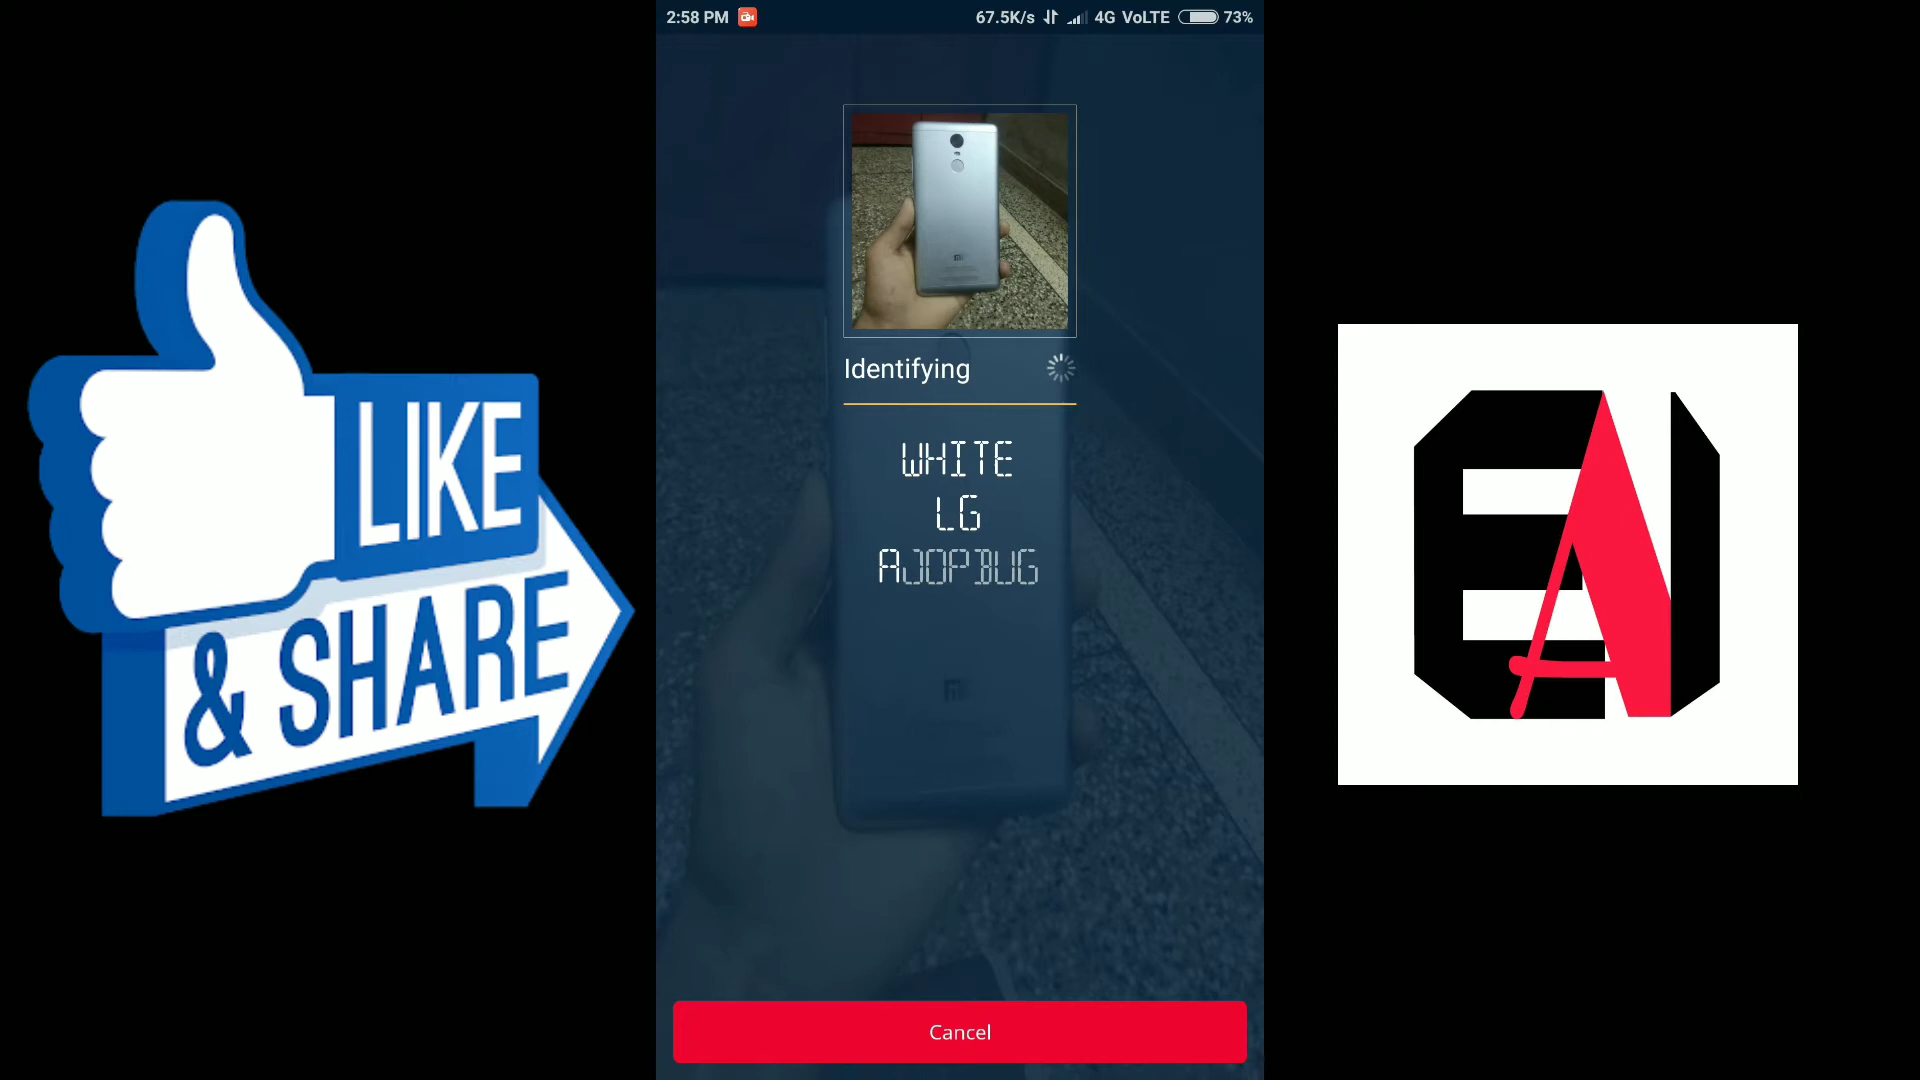 2:58 PM 67.5K/s 4G VoLTE 73%
LIKE
& SHARE
Identifying
WHITE
LG
AJOPBUG
Cancel